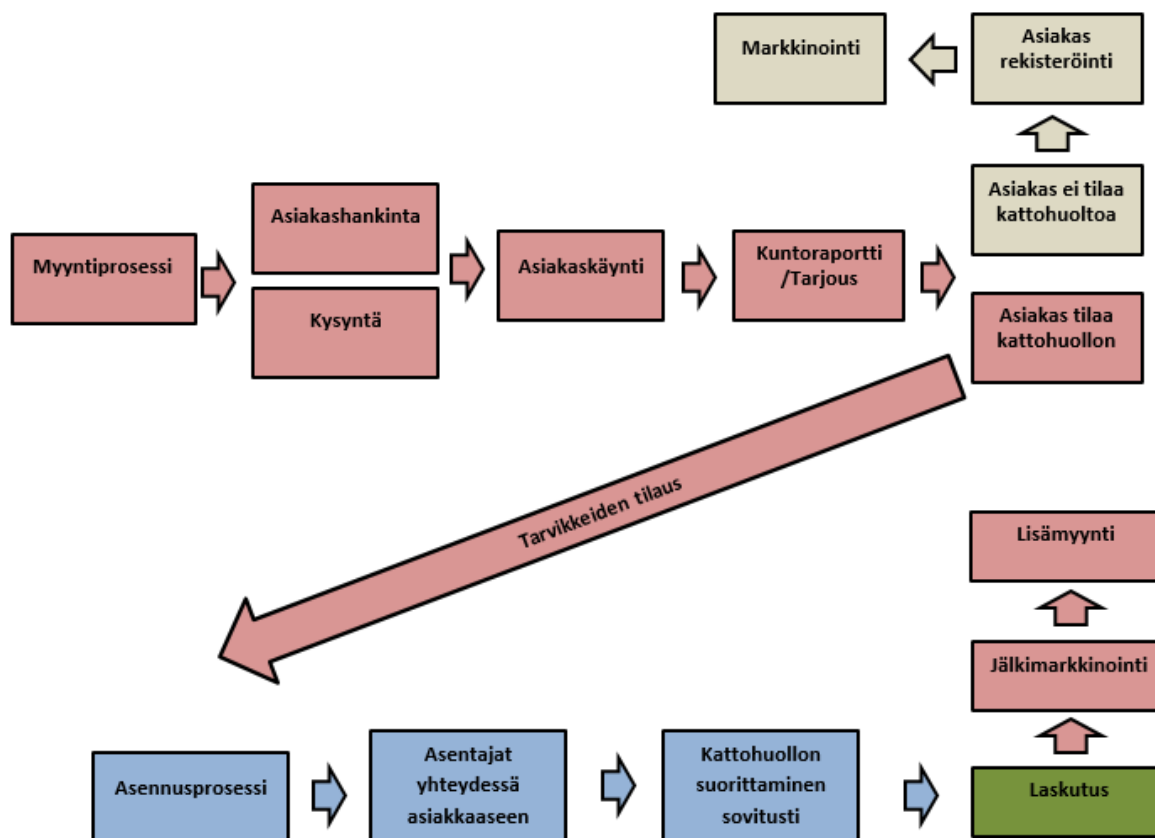 Markkinointi
Asiakas
rekisteröinti
Asiakas ei tilaa
kattohuoltoa
Myyntiprosessi
Asiakashankinta
Kysyntä
Asiakaskäynti
Kuntoraportti
/Tarjous
Asiakas tilaa
kattohuollon
Tarvikkeiden tilaus
Lisämyynti
Jälkimarkkinointi
Asennusprosessi
Asentajat
yhteydessä
asiakkaaseen
Kattohuollon
suorittaminen
sovitusti
Laskutus